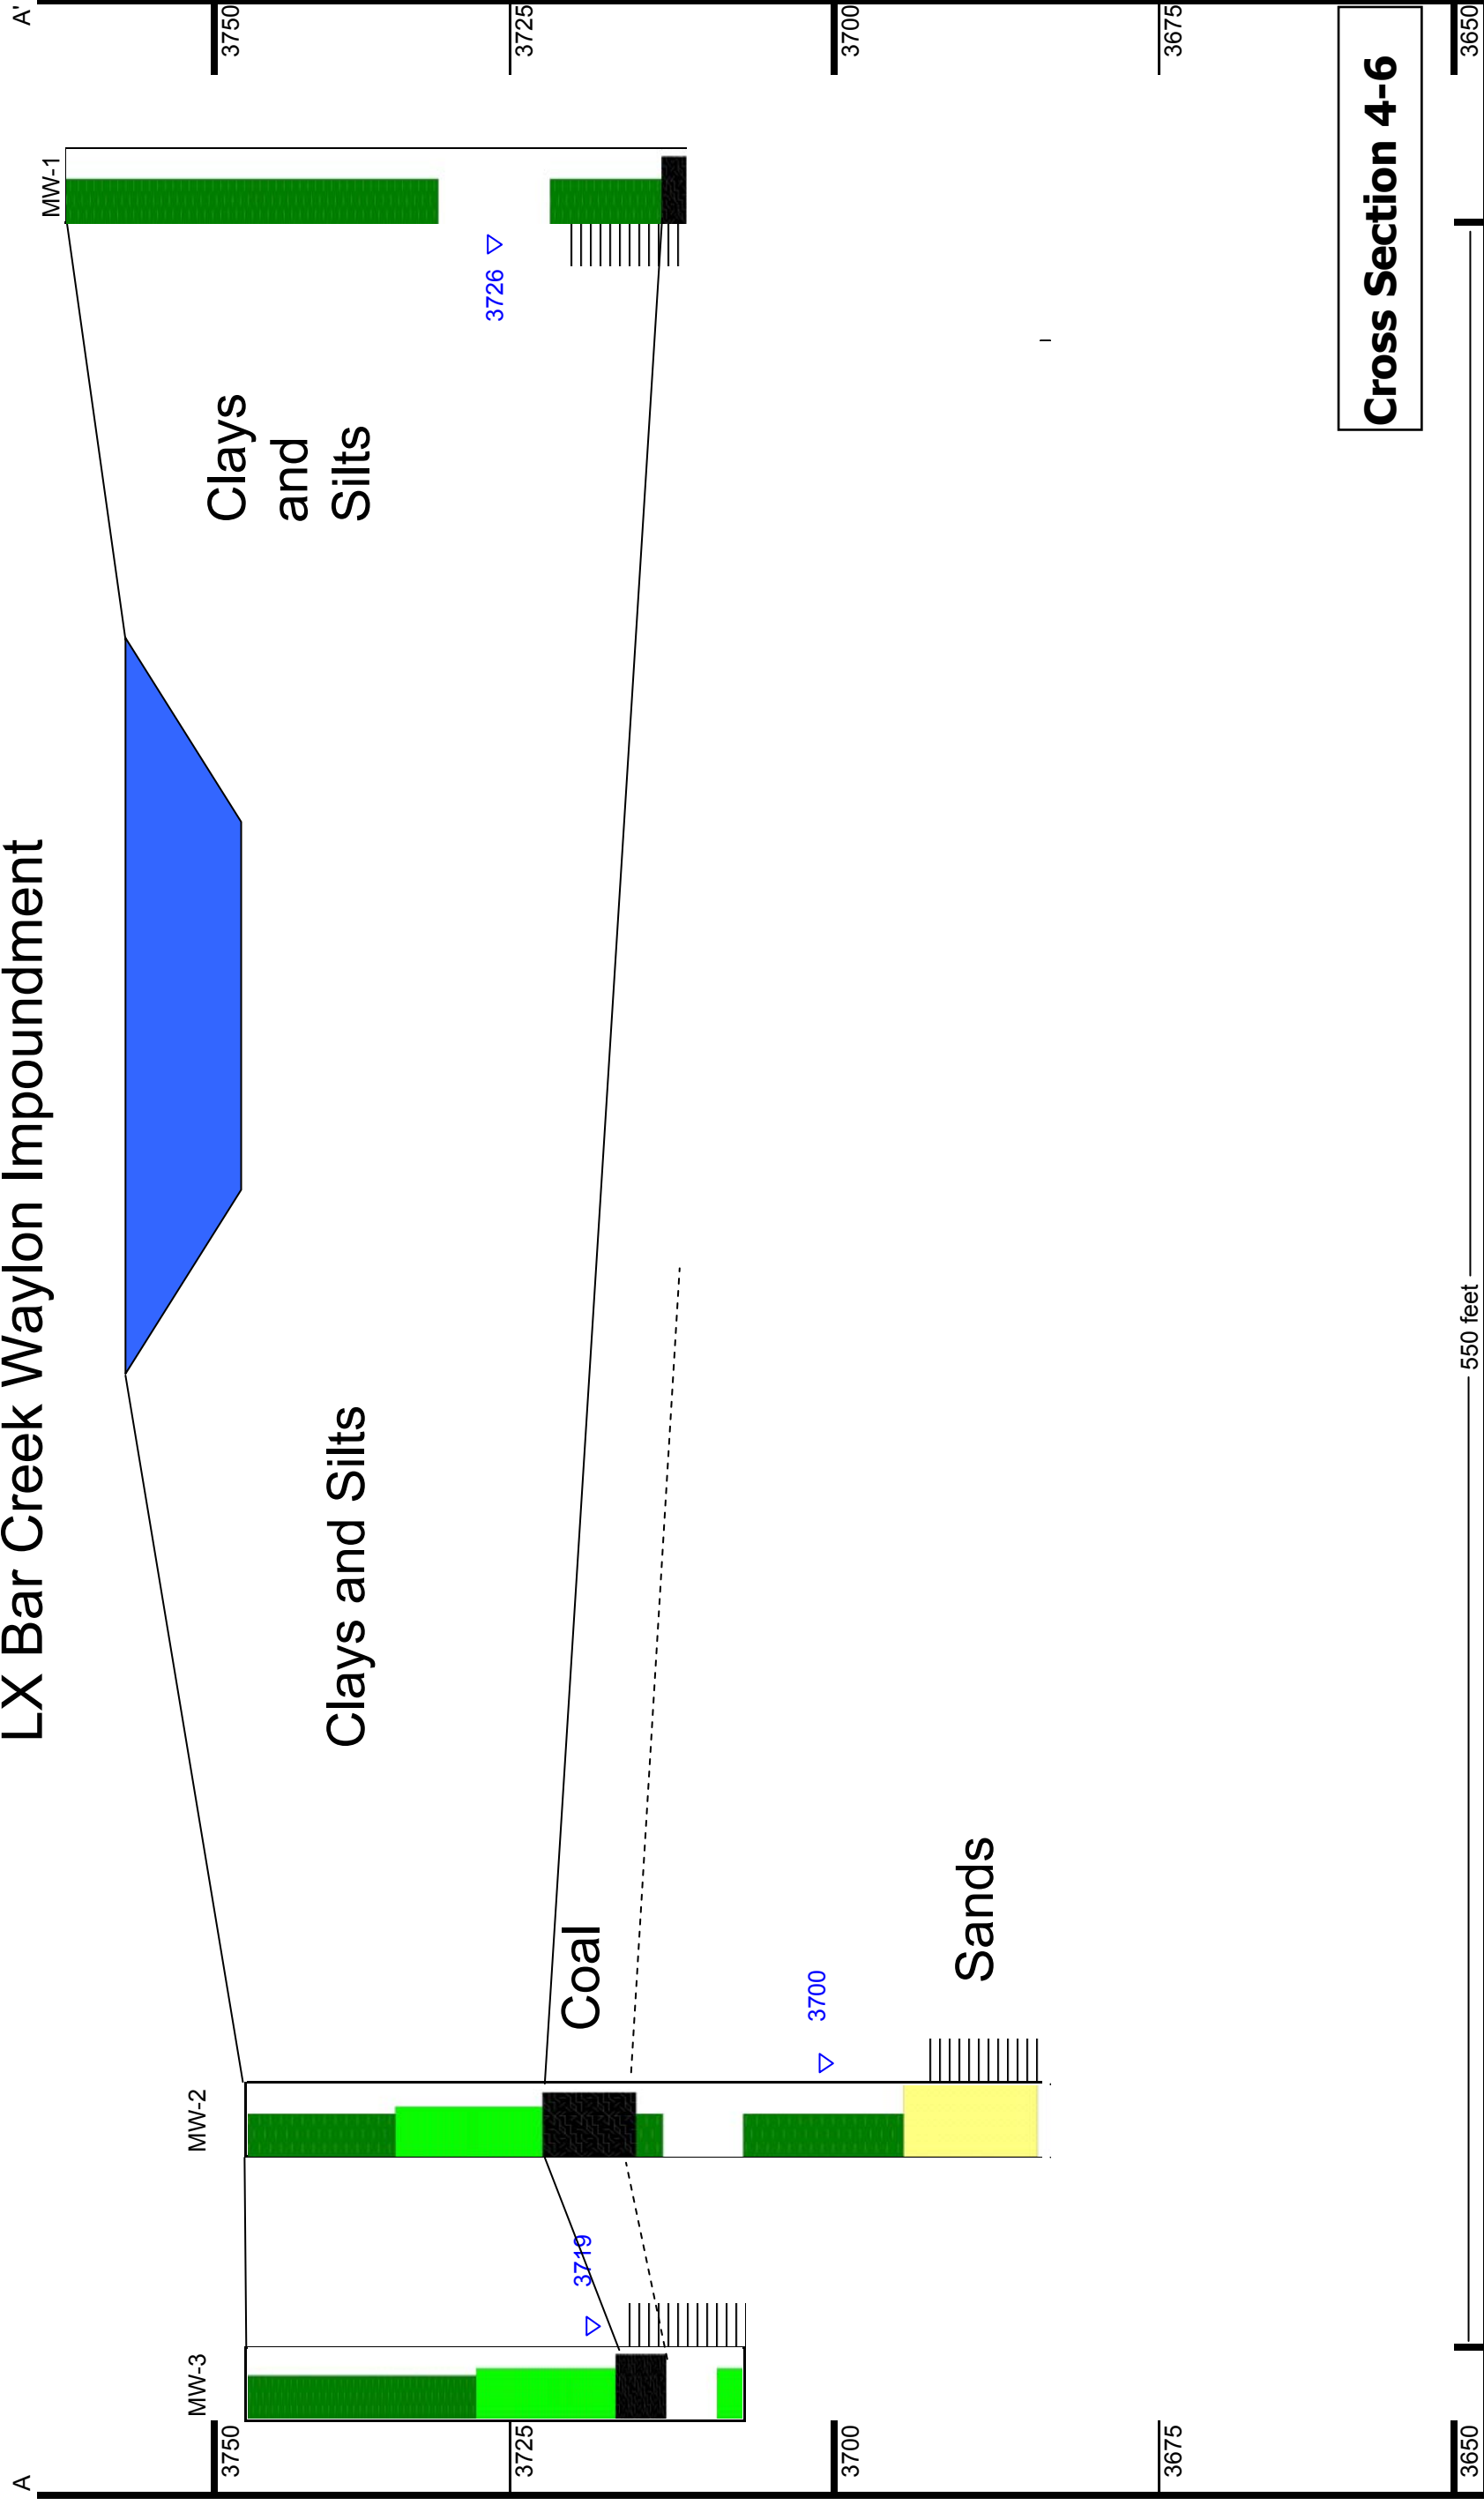 LX Bar Creek Waylon Impoundment
A
A'
MW-3
MW-2
MW-1
3750
3750
Clays
and
Silts
Clays and Silts
3726
3725
3725
3719
Coal
3700
3700
3700
Sands
3675
3675
Cross Section 4-6
3650
550 feet
3650